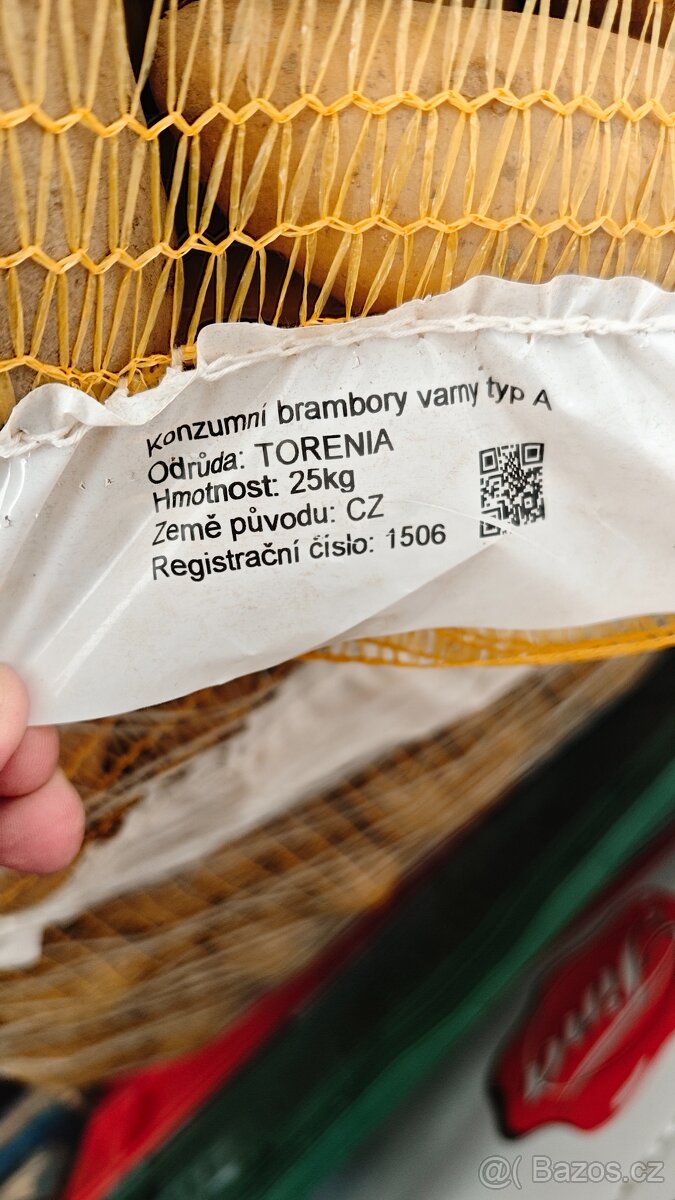 Konzumní brambory varny typ A
Odrůda: TORENIA
Hmotnost: 25kg
Země původu: CZ
Registrační číslo: 1506
@( Bazos.cz